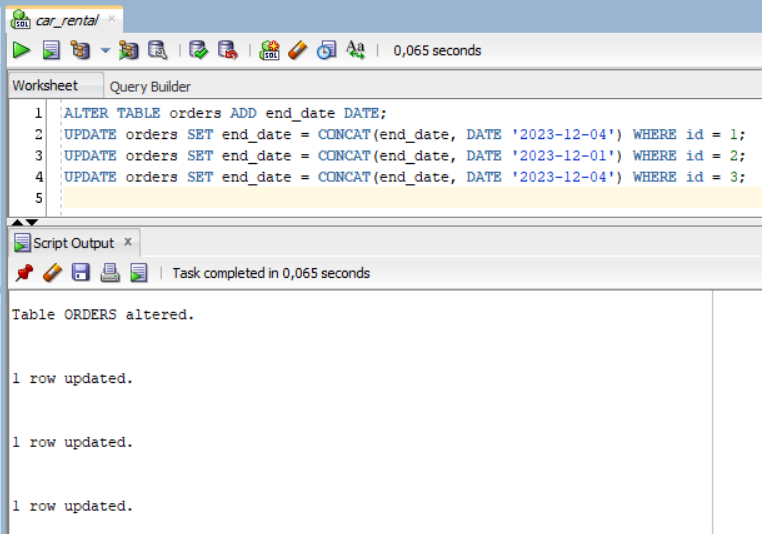 car_rental
0,065 seconds
Worksheet Query Builder
1 ALTER TABLE orders ADD end_date DATE;
2 UPDATE orders SET end_date = CONCAT(end_date, DATE '2023-12-04') WHERE id = 1;
3 UPDATE orders SET end_date = CONCAT(end_date, DATE '2023-12-01') WHERE id = 2;
4 UPDATE orders SET end_date = CONCAT(end_date, DATE '2023-12-04') WHERE id = 3;
5
Script Output x
Task completed in 0,065 seconds
Table ORDERS altered.
1 row updated.
1 row updated.
1 row updated.